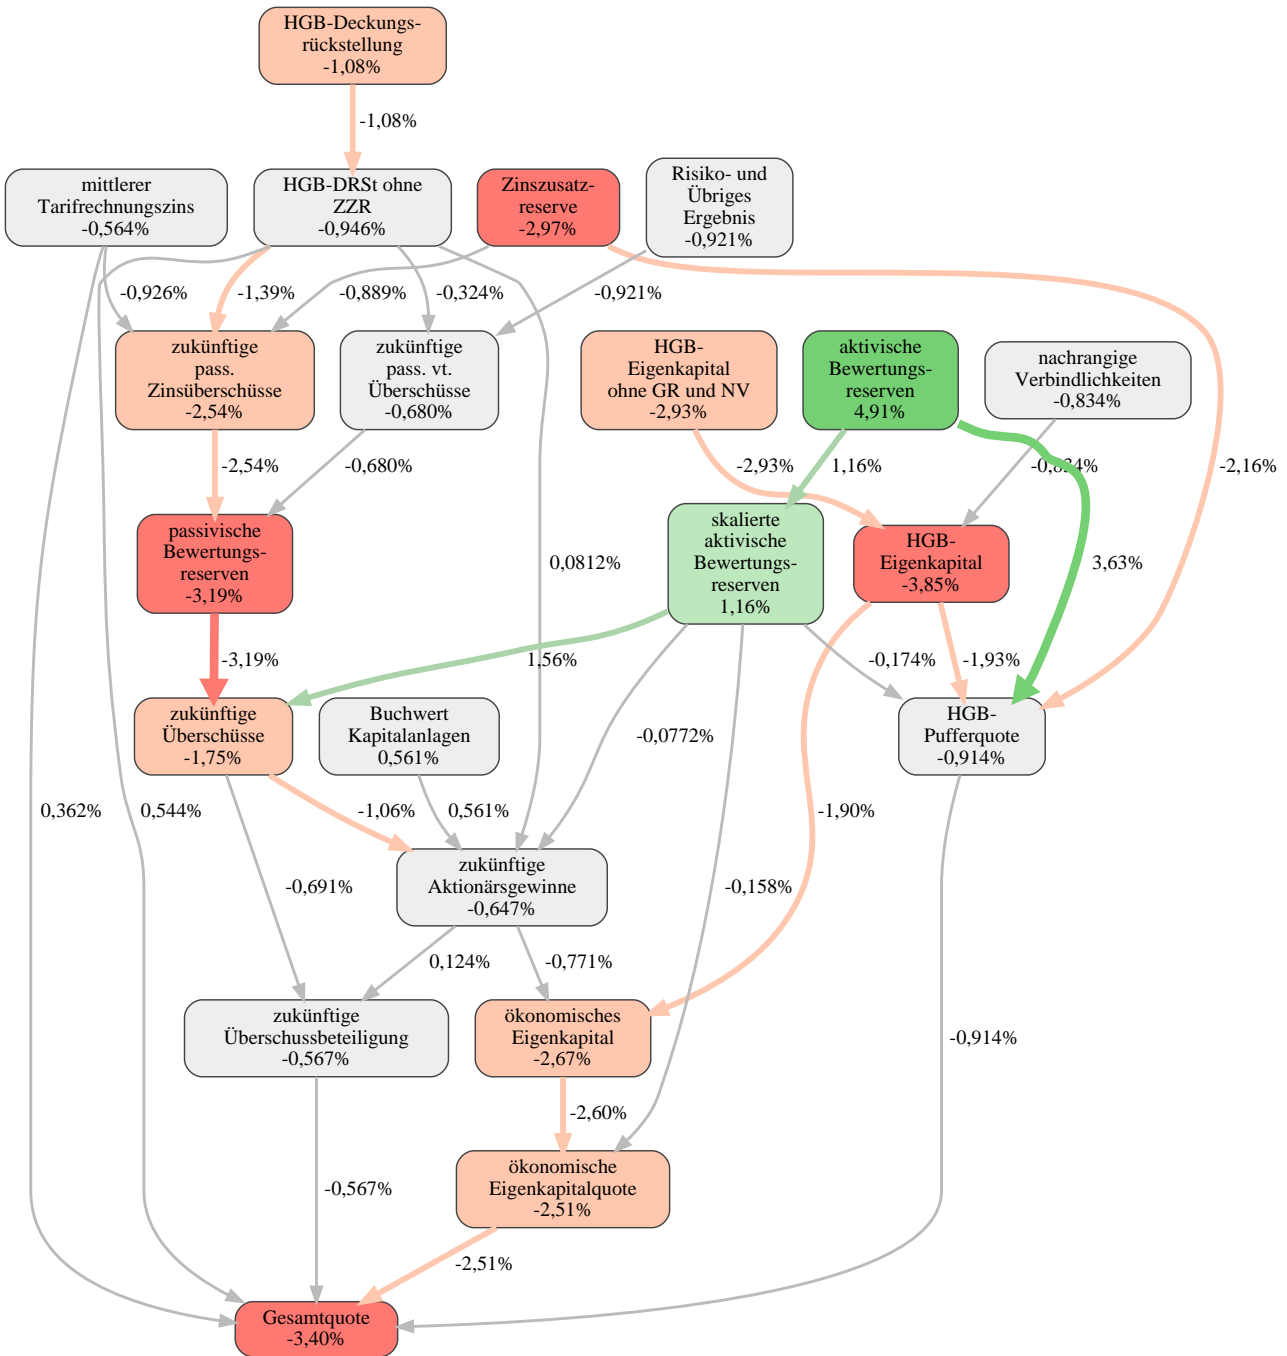 HGB-Deckungs-
rückstellung
-1,08%
-1,08%
mittlerer
Tarifrechnungszins
-0,564%
HGB-DRSt ohne
ZZR
-0,946%
Zinszusatz-
reserve
-2,97%
Risiko- und
Übriges
Ergebnis
-0,921%
-0,926%
-1,39%
-0,889%
-0,324%
-0,921%
zukünftige
pass.
Zinsüberschüsse
-2,54%
zukünftige
pass. vt.
Überschüsse
-0,680%
HGB-
Eigenkapital
ohne GR und NV
-2,93%
aktivische
Bewertungs-
reserven
4,91%
nachrangige
Verbindlichkeiten
-0,834%
-2,54%
-0,680%
-2,93%
1,16%
-0,834%
-2,16%
passivische
Bewertungs-
reserven
-3,19%
0,0812%
skalierte
aktivische
Bewertungs-
reserven
1,16%
HGB-
Eigenkapital
-3,85%
3,63%
-3,19%
1,56%
-0,174%
-1,93%
zukünftige
Überschüsse
-1,75%
Buchwert
Kapitalanlagen
0,561%
-0,0772%
HGB-
Pufferquote
-0,914%
0,362%
0,544%
-1,06%
0,561%
-1,90%
zukünftige
Aktionärsgewinne
-0,647%
-0,691%
-0,158%
0,124%
-0,771%
zukünftige
Überschussbeteiligung
-0,567%
ökonomisches
Eigenkapital
-2,67%
-0,914%
-2,60%
ökonomische
Eigenkapitalquote
-2,51%
-0,567%
-2,51%
Gesamtquote
-3,40%